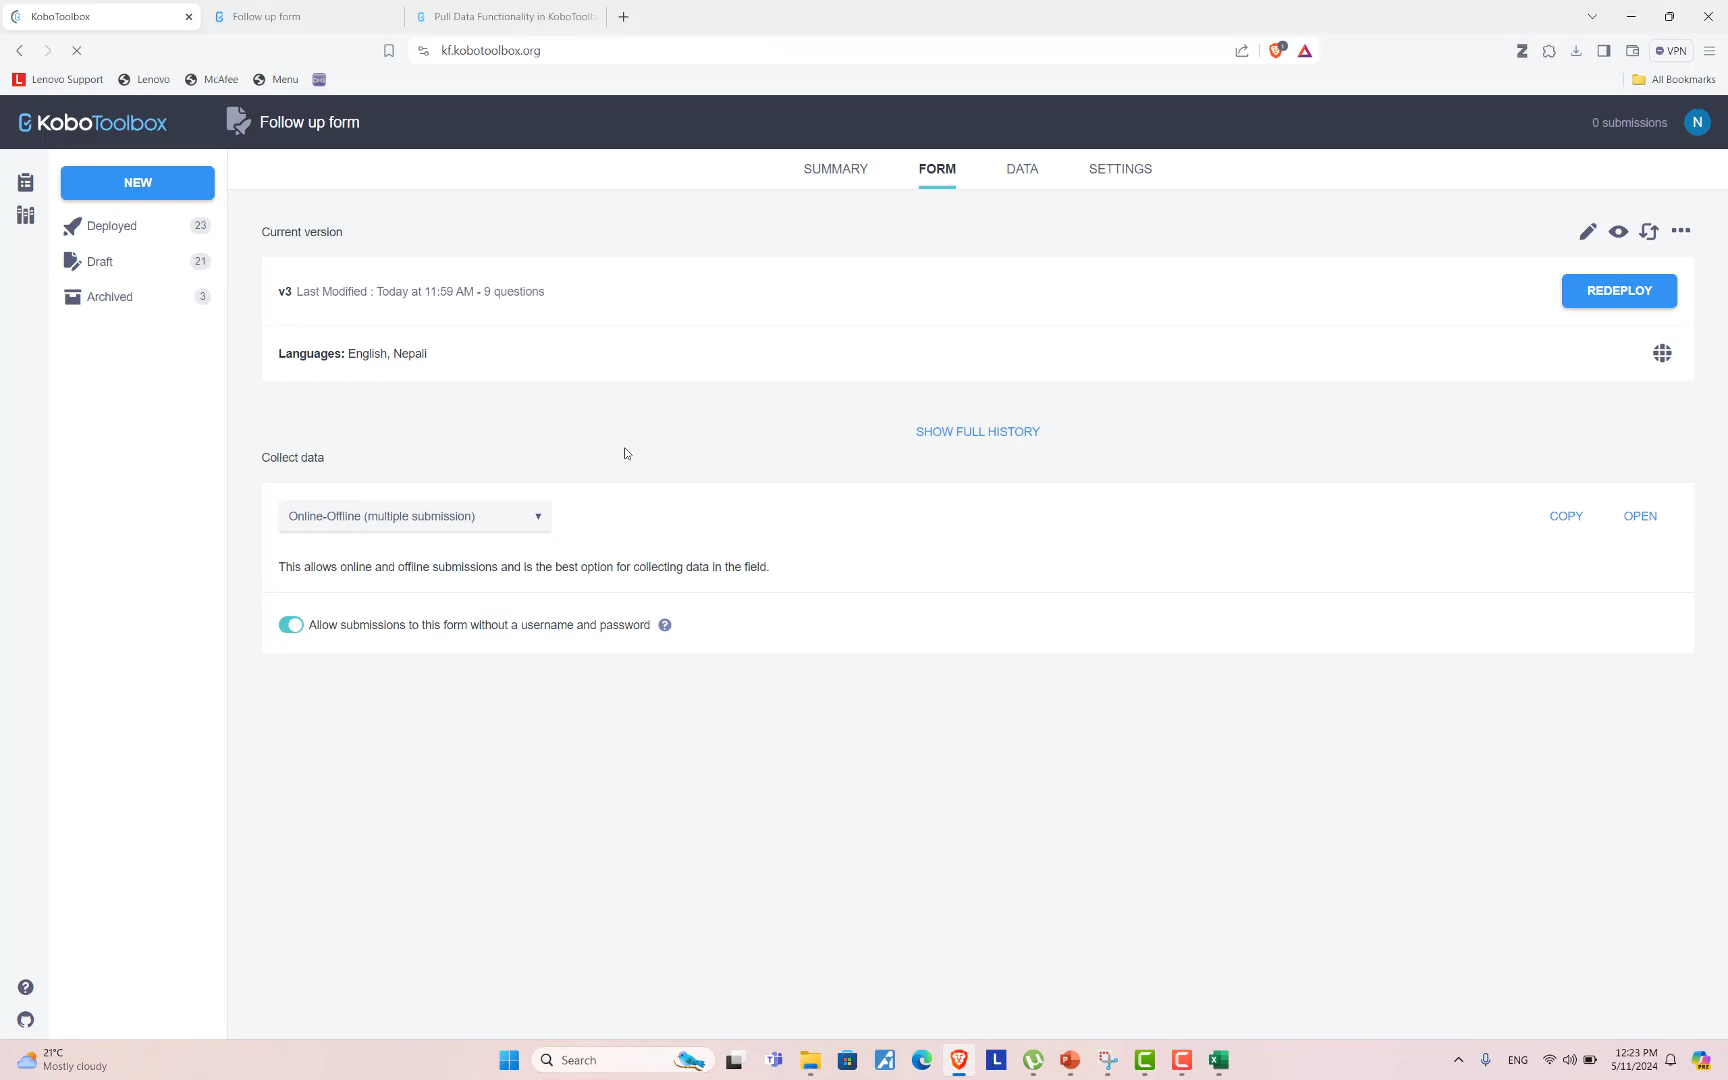 KoboToolbox
Follow up form
Pull Data Functionality in KoboToolb
kf.kobotoolbox.org
VPN
Lenovo Support
Lenovo
McAfee
Menu
All Bookmarks
KoboToolbox
Follow up form
0 submissions
N
NEW
Deployed 23
Draft 21
Archived 3
SUMMARY
FORM
DATA
SETTINGS
Current version
v3 Last Modified : Today at 11:59 AM - 9 questions
REDEPLOY
Languages: English, Nepali
SHOW FULL HISTORY
Collect data
Online-Offline (multiple submission)
COPY
OPEN
This allows online and offline submissions and is the best option for collecting data in the field.
Allow submissions to this form without a username and password
21°C
Mostly cloudy
Search
ENG
12:23 PM
5/11/2024